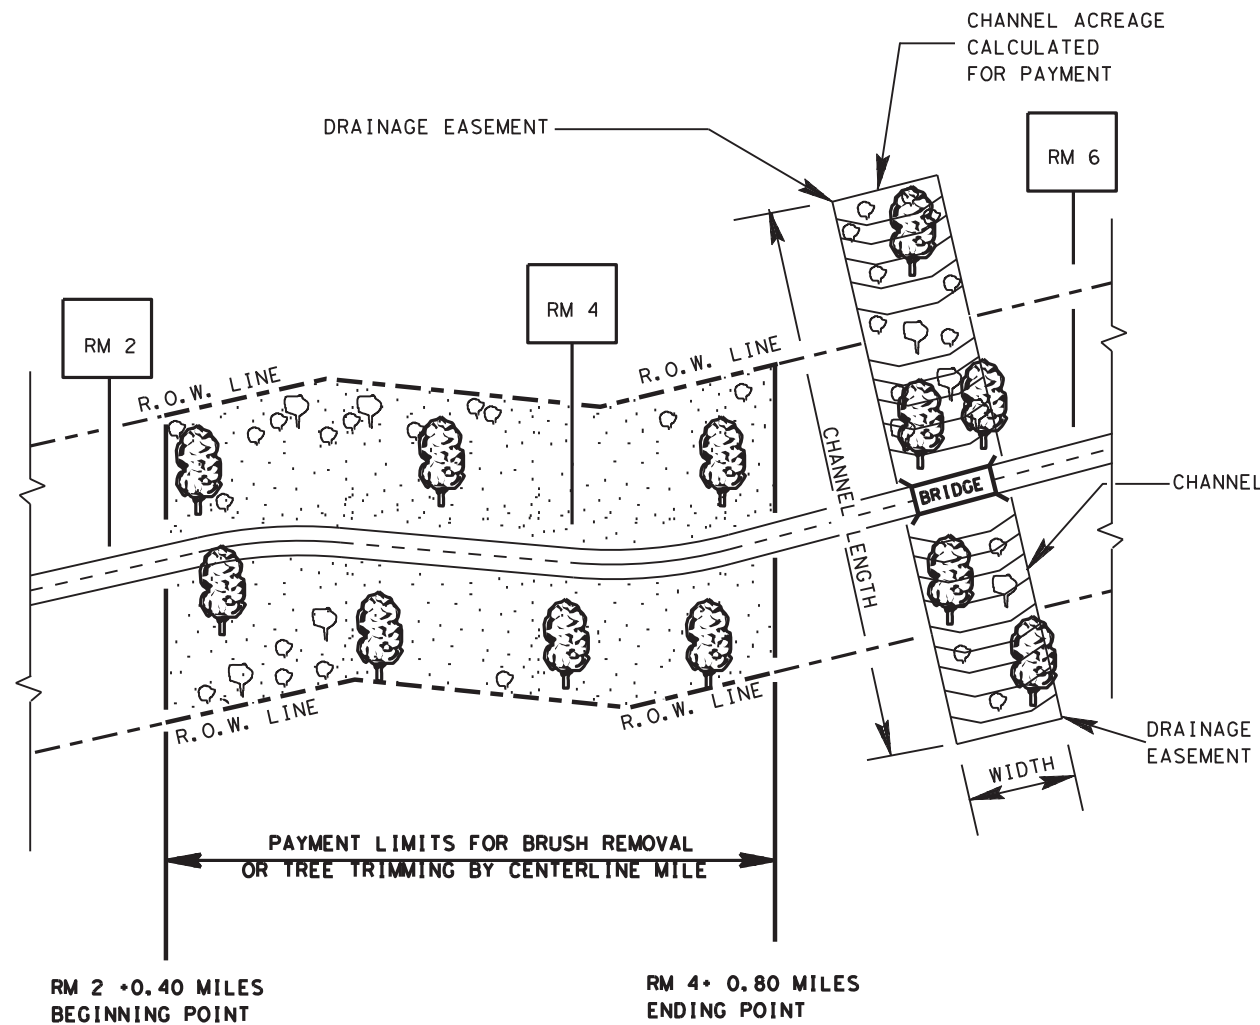 CHANNEL ACREAGE
CALCULATED
FOR PAYMENT
DRAINAGE EASEMENT
RM 6
RM 4
RM 2
R.O.W. LINE
R.O.W. LINE
CHANNEL LENGTH
BRIDGE
CHANNEL
R.O.W. LINE
R.O.W. LINE
DRAINAGE
EASEMENT
WIDTH
PAYMENT LIMITS FOR BRUSH REMOVAL
OR TREE TRIMMING BY CENTERLINE MILE
RM 2 +0.40 MILES
BEGINNING POINT
RM 4+ 0.80 MILES
ENDING POINT